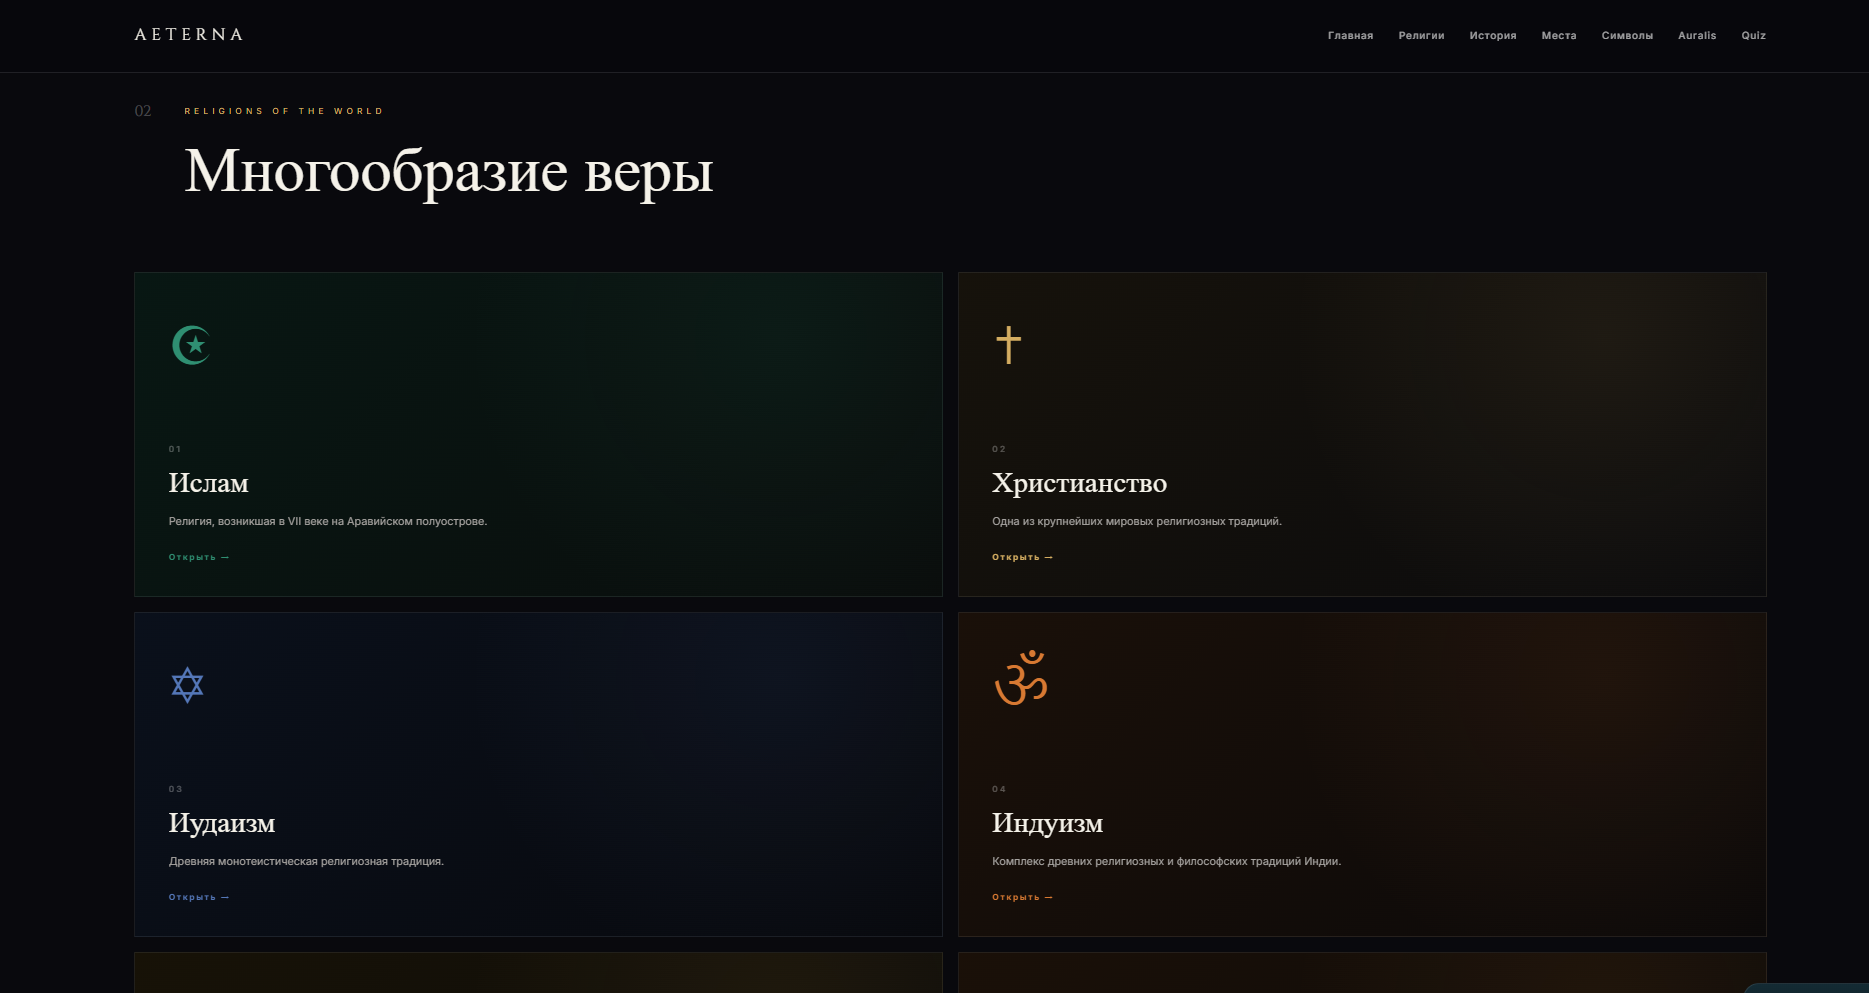 AETERNA
Главная Религии История Места Символы Auralis Quiz
02 RELIGIONS OF THE WORLD
Многообразие веры
01
Ислам
Религия, возникшая в VII веке на Аравийском полуострове.
Открыть →
02
Христианство
Одна из крупнейших мировых религиозных традиций.
Открыть →
03
Иудаизм
Древняя монотеистическая религиозная традиция.
Открыть →
04
Индуизм
Комплекс древних религиозных и философских традиций Индии.
Открыть →